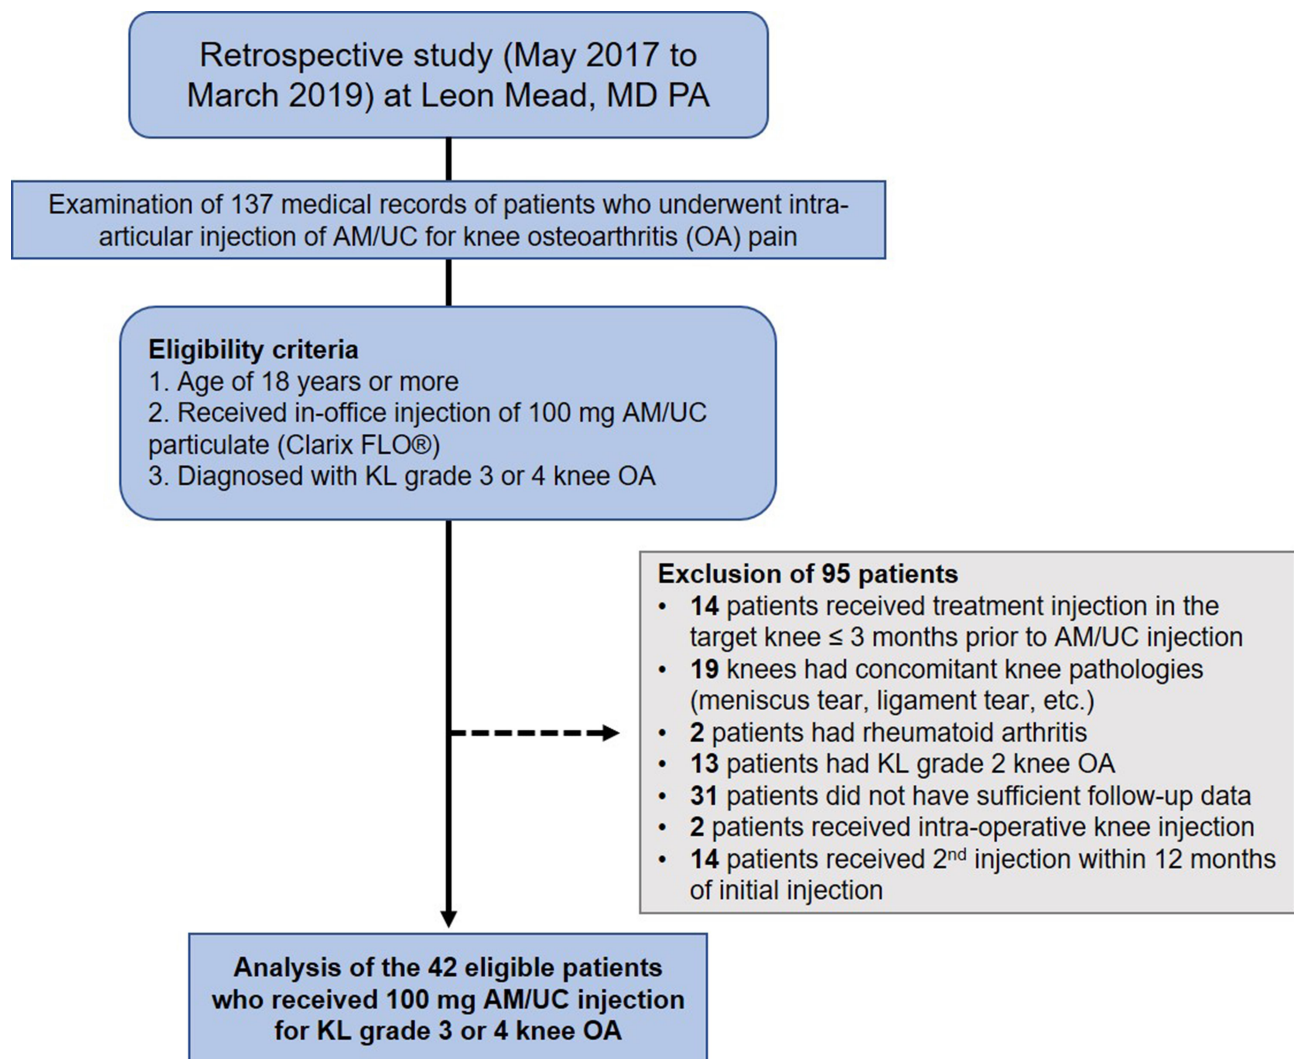 Retrospective study (May 2017 to
March 2019) at Leon Mead, MD PA
Examination of 137 medical records of patients who underwent intra-
articular injection of AM/UC for knee osteoarthritis (OA) pain
Eligibility criteria
1. Age of 18 years or more
2. Received in-office injection of 100 mg AM/UC
particulate (Clarix FLO®)
3. Diagnosed with KL grade 3 or 4 knee OA
Exclusion of 95 patients
• 14 patients received treatment injection in the
target knee ≤ 3 months prior to AM/UC injection
• 19 knees had concomitant knee pathologies
(meniscus tear, ligament tear, etc.)
• 2 patients had rheumatoid arthritis
• 13 patients had KL grade 2 knee OA
• 31 patients did not have sufficient follow-up data
• 2 patients received intra-operative knee injection
• 14 patients received 2nd injection within 12 months
of initial injection
Analysis of the 42 eligible patients
who received 100 mg AM/UC injection
for KL grade 3 or 4 knee OA